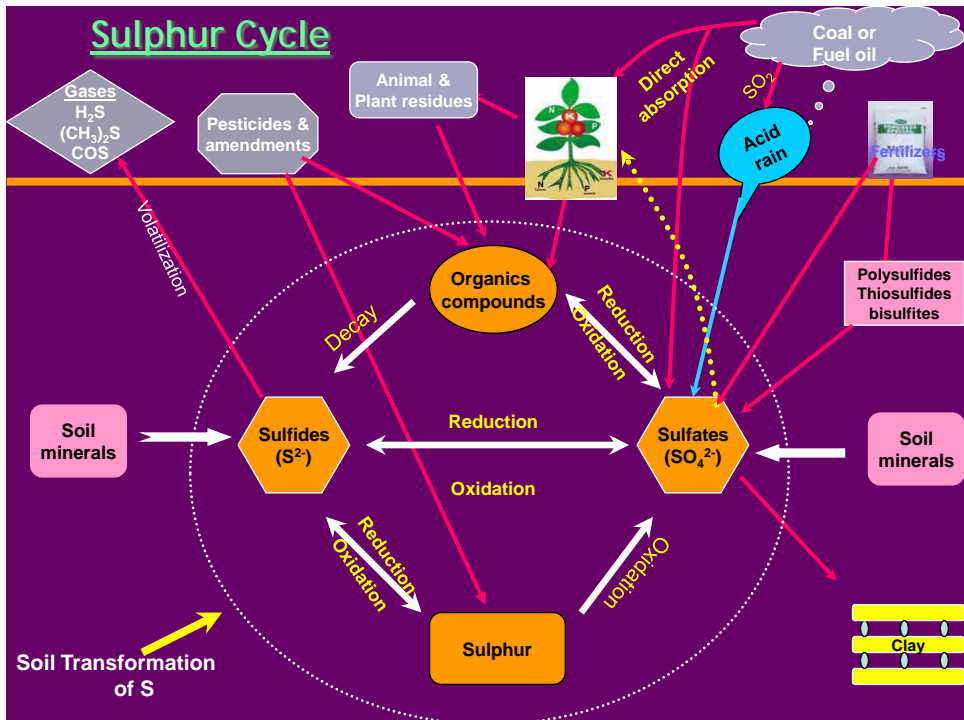 Sulphur Cycle
Coal or
Fuel oil
Gases
H₂S
(CH₃)₂S
COS
Pesticides &
amendments
Animal &
Plant residues
K
N
P
N
P
K
Direct
absorption
SO₂
Acid
rain
Fertilizers
Volatilization
Organics
compounds
Polysulfides
Thiosulfides
bisulfites
Decay
Reduction
Oxidation
Soil
minerals
Sulfides
(S²⁻)
Reduction
Oxidation
Sulfates
(SO₄²⁻)
Soil
minerals
Reduction
Oxidation
Oxidation
Sulphur
Clay
Soil Transformation
of S